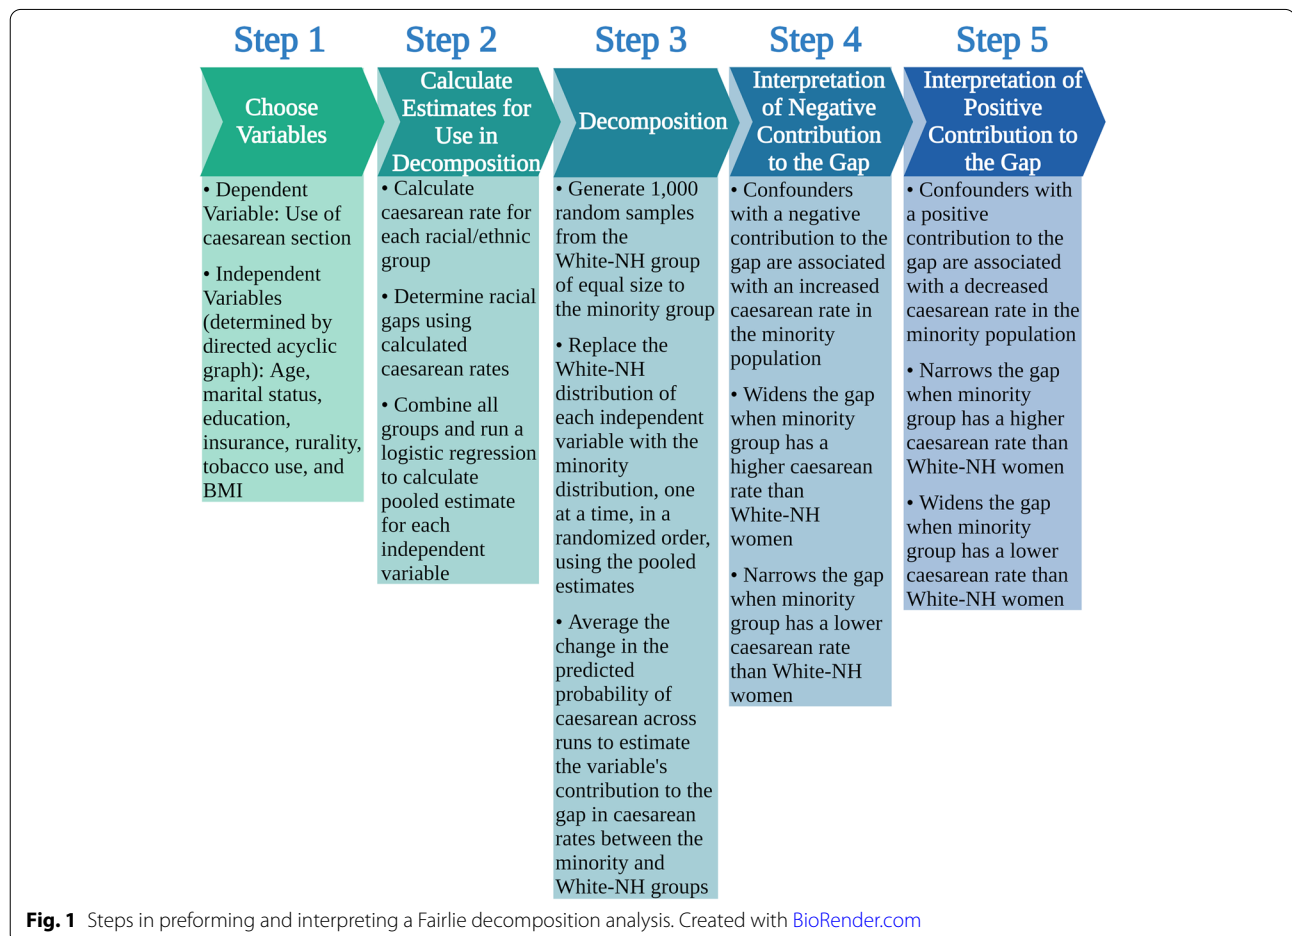 Step 1
Choose
Variables
• Dependent
Variable: Use of
caesarean section
• Independent
Variables
(determined by
directed acyclic
graph): Age,
marital status,
education,
insurance, rurality,
tobacco use, and
BMI
Step 2
Calculate
Estimates for
Use in
Decomposition
• Calculate
caesarean rate for
each racial/ethnic
group
• Determine racial
gaps using
calculated
caesarean rates
• Combine all
groups and run a
logistic regression
to calculate
pooled estimate
for each
independent
variable
Step 3
Decomposition
• Generate 1,000
random samples
from the
White-NH group
of equal size to
the minority group
• Replace the
White-NH
distribution of
each independent
variable with the
minority
distribution, one
at a time, in a
randomized order,
using the pooled
estimates
• Average the
change in the
predicted
probability of
caesarean across
runs to estimate
the variable's
contribution to the
gap in caesarean
rates between the
minority and
White-NH groups
Step 4
Interpretation
of Negative
Contribution
to the Gap
• Confounders
with a negative
contribution to the
gap are associated
with an increased
caesarean rate in
the minority
population
• Widens the gap
when minority
group has a
higher caesarean
rate than
White-NH
women
• Narrows the gap
when minority
group has a lower
caesarean rate
than White-NH
women
Step 5
Interpretation of
Positive
Contribution to
the Gap
• Confounders with
a positive
contribution to the
gap are associated
with a decreased
caesarean rate in the
minority population
• Narrows the gap
when minority
group has a higher
caesarean rate than
White-NH women
• Widens the gap
when minority
group has a lower
caesarean rate than
White-NH women
Fig. 1 Steps in preforming and interpreting a Fairlie decomposition analysis. Created with BioRender.com